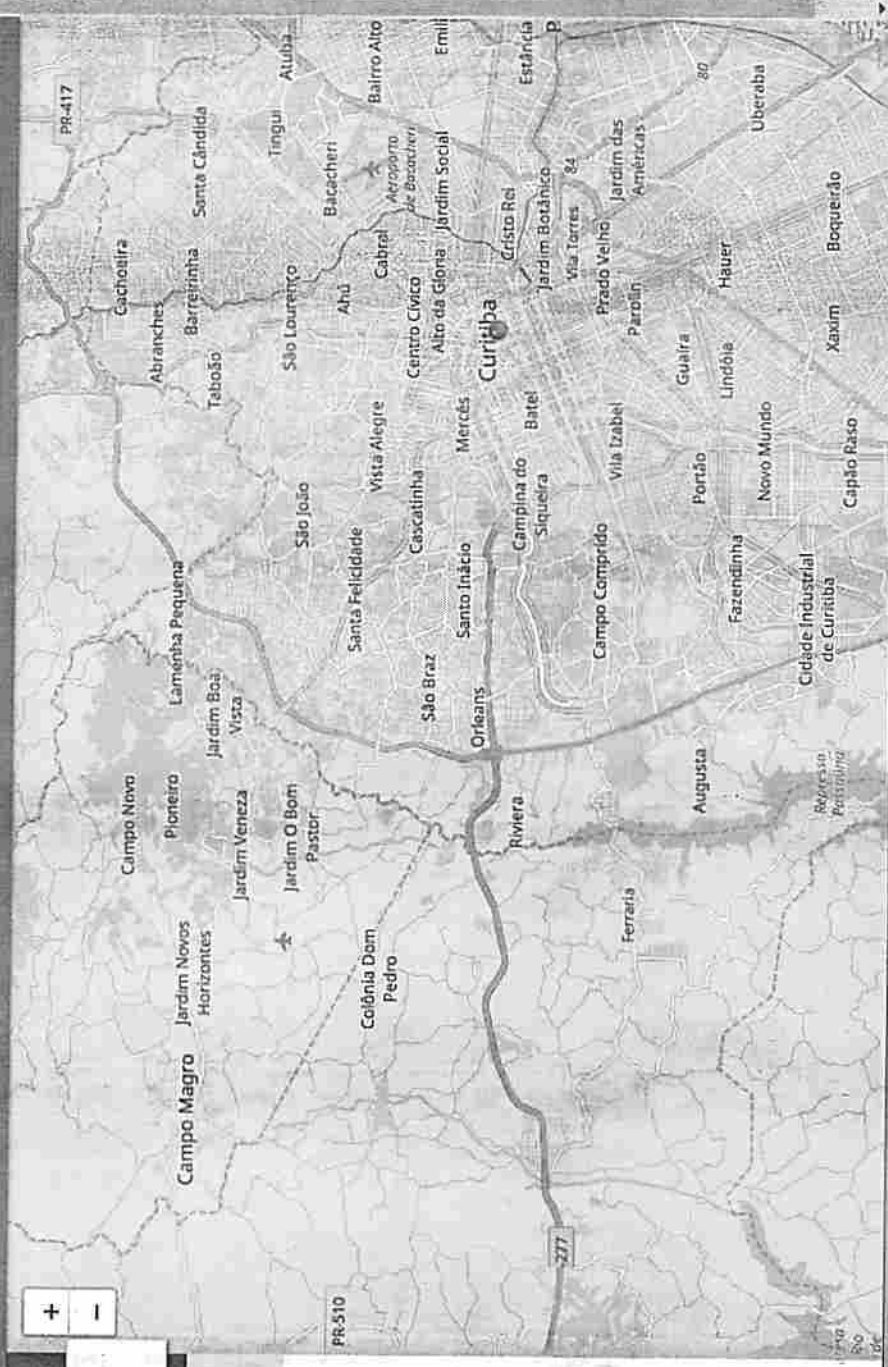 +
−
PR-417
Cachoeira
Santa Cândida
Abranches
Barreirinha
Atuba
Tingui
Taboão
Campo Novo
Lamenha Pequena
Pioneiro
São Lourenço
Bacacheri
Bairro Alto
Jardim Boa
Vista
Campo Magro
Jardim Novos
Horizontes
Jardim Veneza
São João
Ahú
Cabral
Aeroporto
de Bacacheri
Jardim O Bom
Pastor
Santa Felicidade
Vista Alegre
Centro Cívico
Jardim Social
Emili
PR-510
Colônia Dom
Pedro
Cascatinha
Alto da Glória
São Braz
Santo Inácio
Mercês
Curitiba
Cristo Rei
Estância
P
Orleans
Riviera
Campina do
Siqueira
Batel
Jardim Botânico
277
Vila Torres
84
Campo Comprido
Vila Izabel
Prado Velho
Jardim das
Américas
Ferraria
Parolin
80
Augusta
Portão
Guaíra
Fazendinha
Lindóia
Hauer
Uberaba
Novo Mundo
Cidade Industrial
de Curitiba
Represa
Passaúna
Capão Raso
Xaxim
Boqueirão
Rio
de